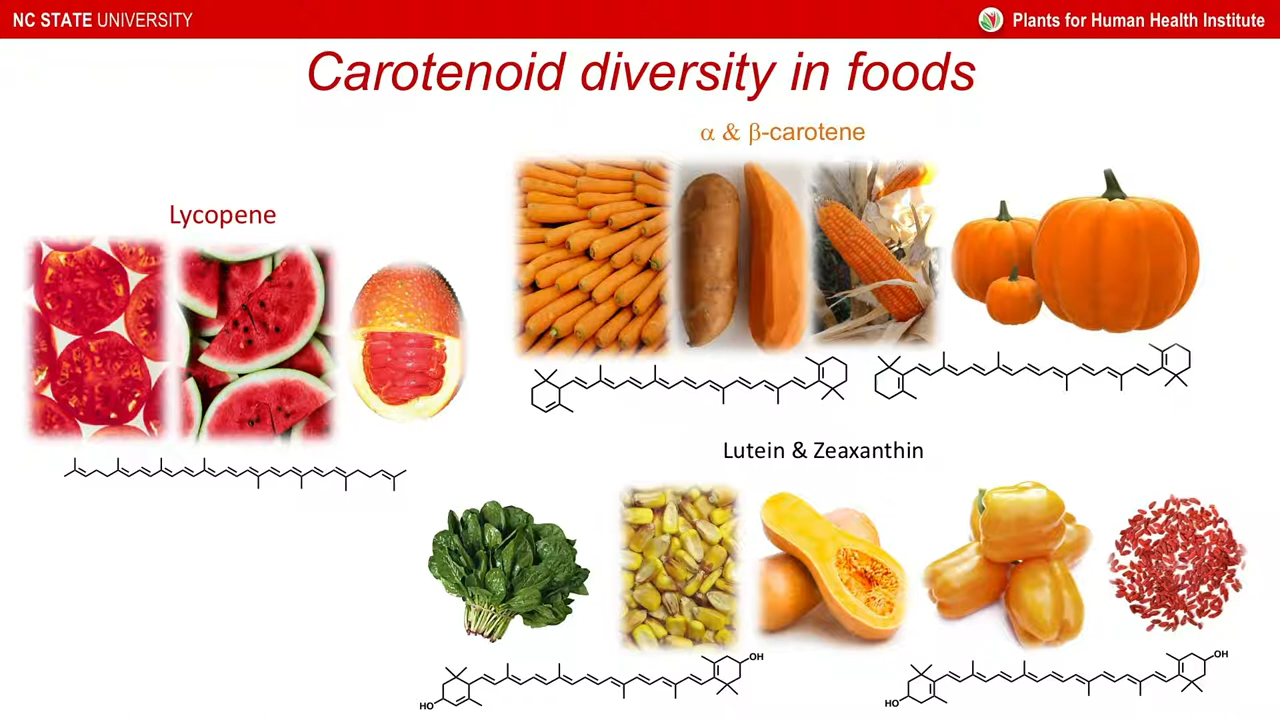 NC STATE UNIVERSITY
Plants for Human Health Institute
Carotenoid diversity in foods
α & β-carotene
Lycopene
Lutein & Zeaxanthin
OH
HO
OH
HO